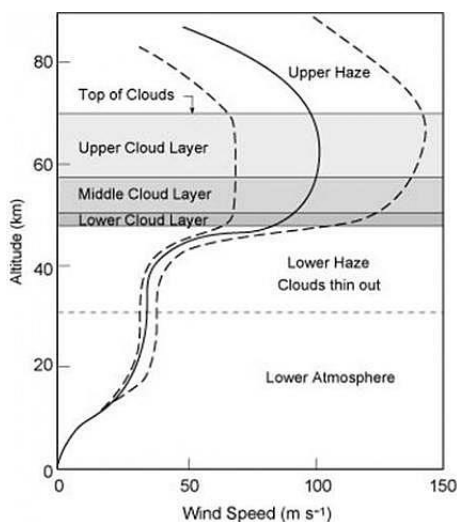 80
60
40
20
0
Altitude (km)
Upper Haze
Top of Clouds
Upper Cloud Layer
Middle Cloud Layer
Lower Cloud Layer
Lower Haze
Clouds thin out
Lower Atmosphere
0 50 100 150
Wind Speed (m s⁻¹)